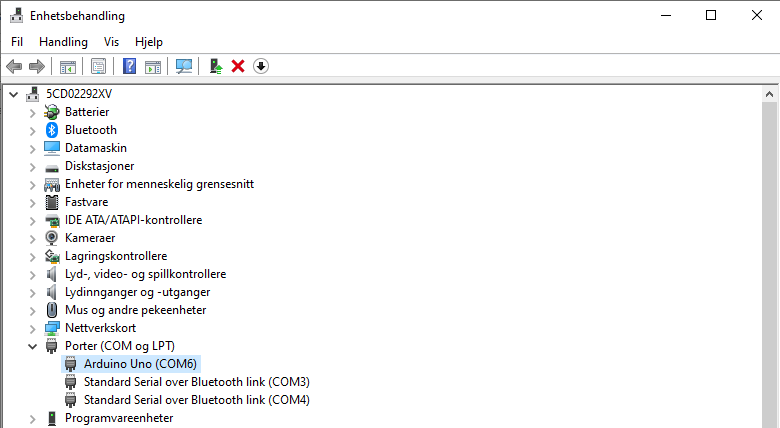 Enhetsbehandling
Fil Handling Vis Hjelp
5CD02292XV
Batterier
Bluetooth
Datamaskin
Diskstasjoner
Enheter for menneskelig grensesnitt
Fastvare
IDE ATA/ATAPI-kontrollere
Kameraer
Lagringskontrollere
Lyd-, video- og spillkontrollere
Lydinnganger og -utganger
Mus og andre pekeenheter
Nettverkskort
Porter (COM og LPT)
Arduino Uno (COM6)
Standard Serial over Bluetooth link (COM3)
Standard Serial over Bluetooth link (COM4)
Programvareenheter